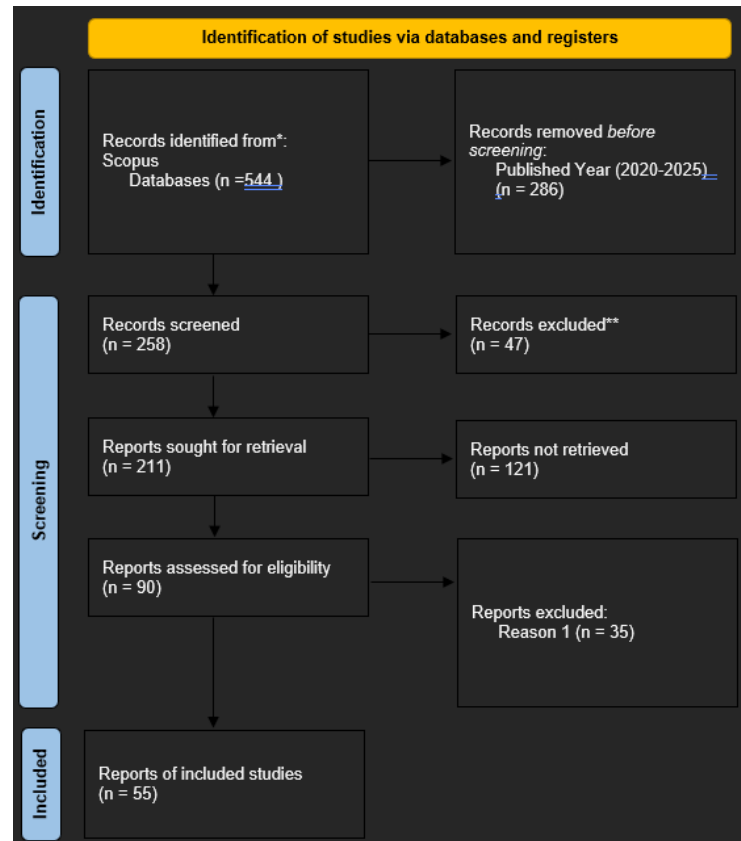 Identification of studies via databases and registers
Identification
Records identified from*:
Scopus
Databases (n =544 )
Records removed before
screening:
Published Year (2020-2025)
(n = 286)
Screening
Records screened
(n = 258)
Records excluded**
(n = 47)
Reports sought for retrieval
(n = 211)
Reports not retrieved
(n = 121)
Reports assessed for eligibility
(n = 90)
Reports excluded:
Reason 1 (n = 35)
Included
Reports of included studies
(n = 55)